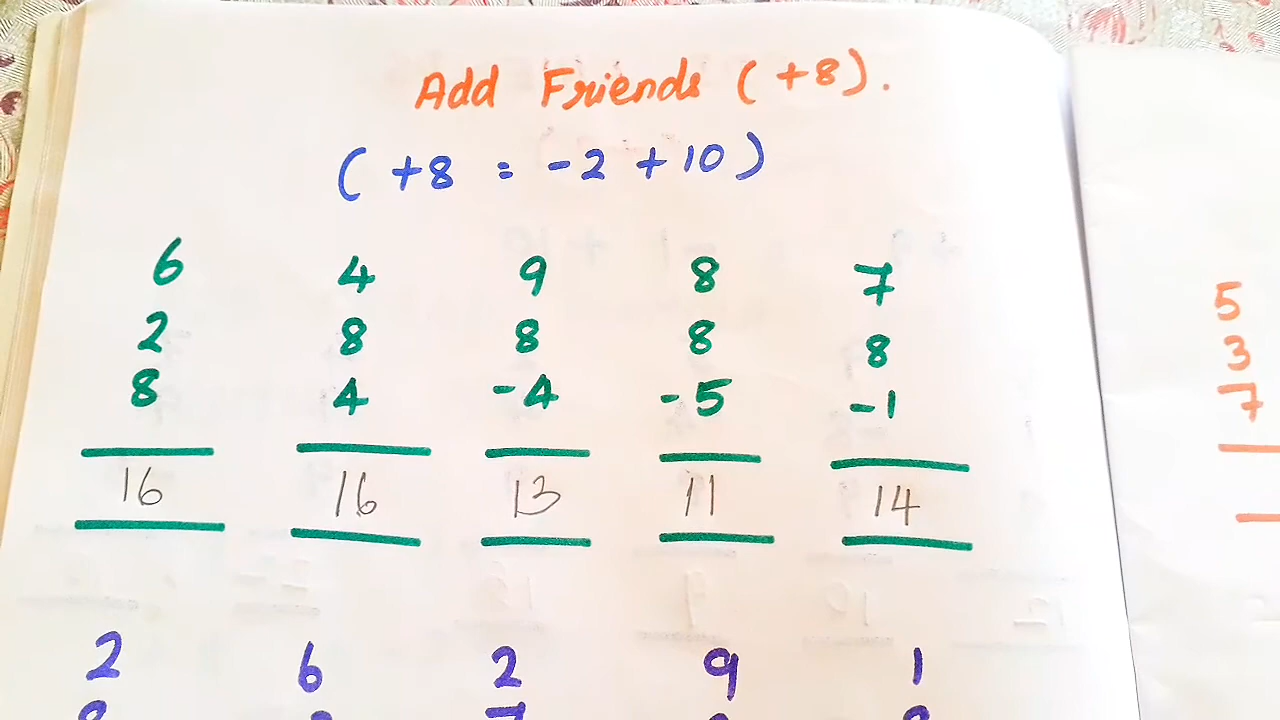 Add Friends (+8).
(+8 = -2 +10)
6 4 9 8 7
2 8 8 8 8
8 4 -4 -5 -1
16 16 13 11 14
2 6 2 9 1
5
3
7